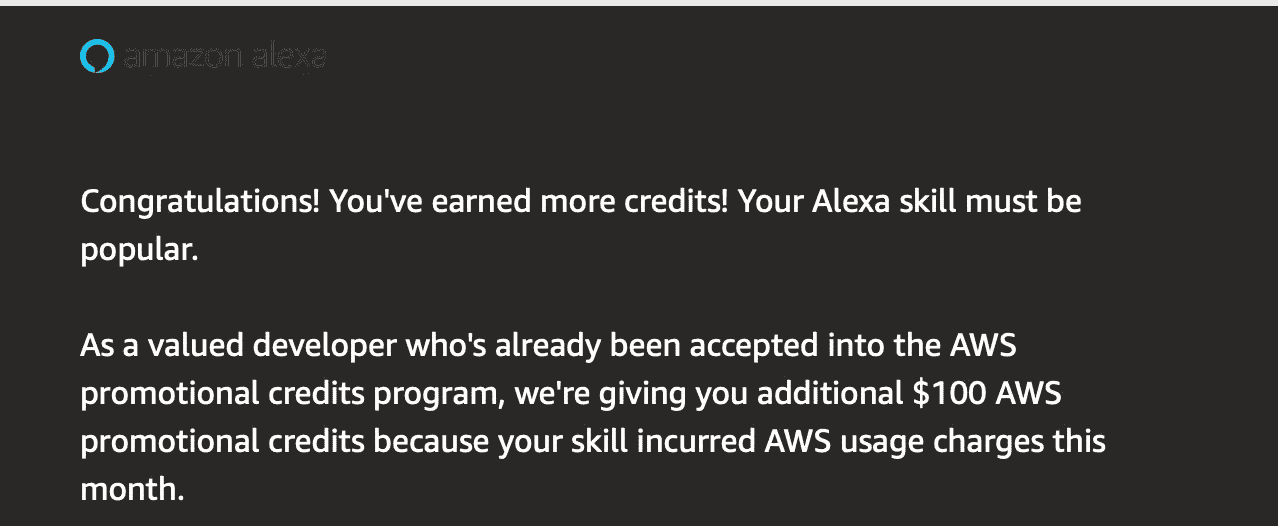 amazon alexa
Congratulations! You've earned more credits! Your Alexa skill must be
popular.
As a valued developer who's already been accepted into the AWS
promotional credits program, we're giving you additional $100 AWS
promotional credits because your skill incurred AWS usage charges this
month.